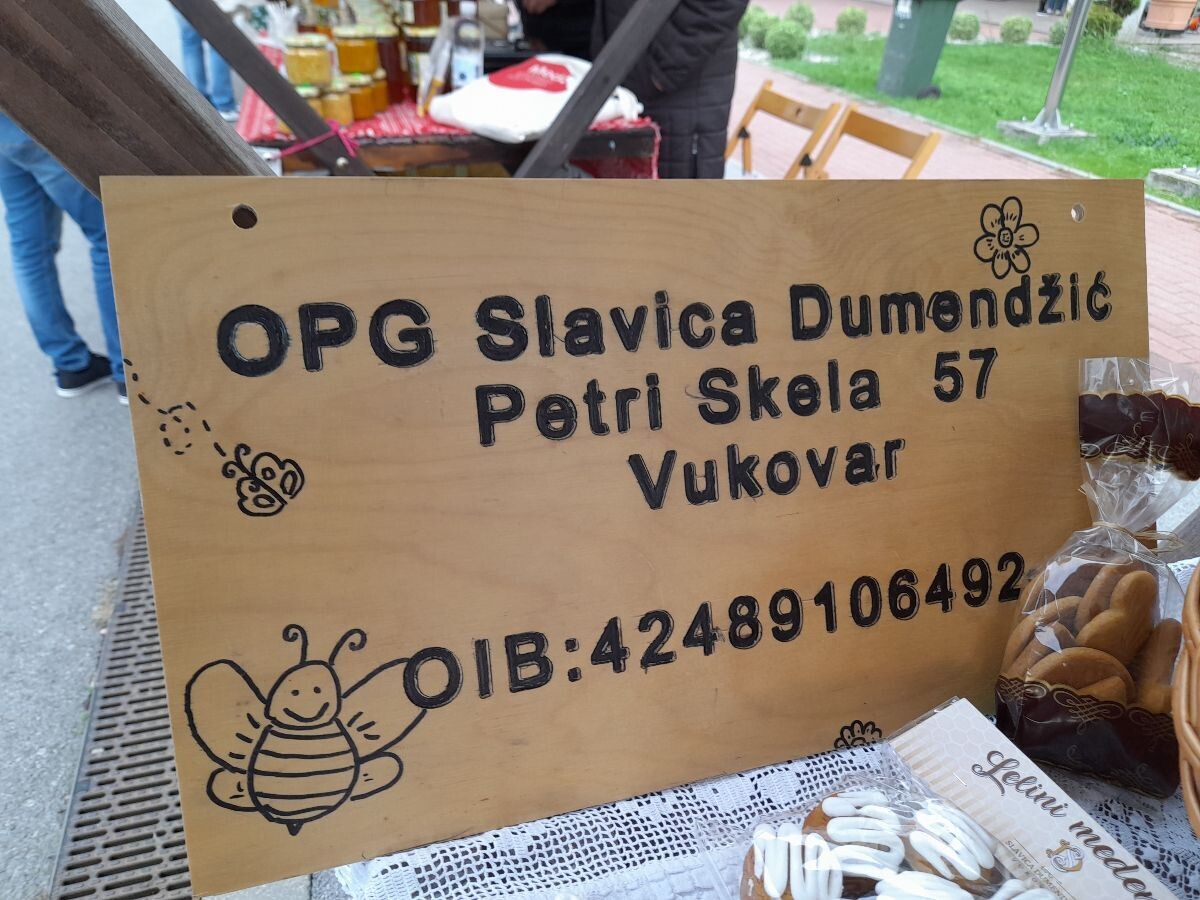 OPG Slavica Dumendžić
Petri Skela 57
Vukovar
OIB:42489106492
Lelini meden